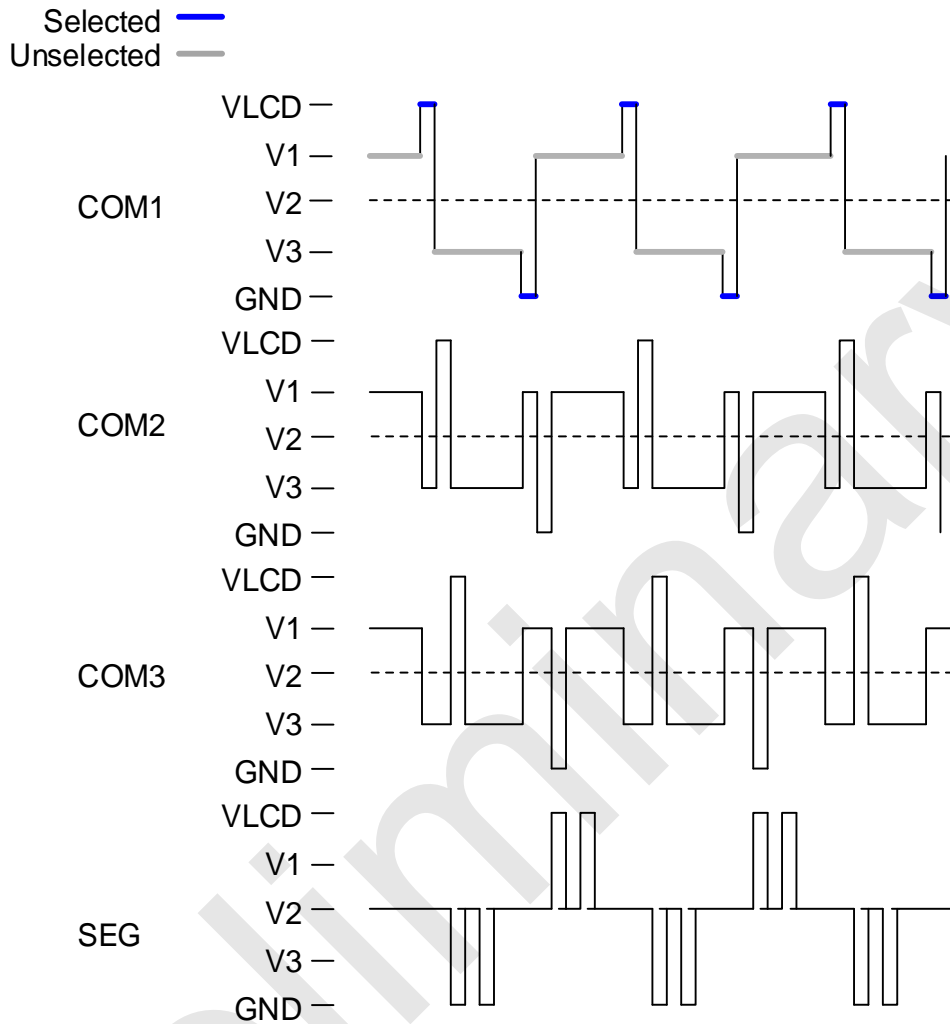 Selected
Unselected
VLCD
V1
COM1
V2
V3
GND
VLCD
V1
COM2
V2
V3
GND
VLCD
V1
COM3
V2
V3
GND
VLCD
V1
V2
SEG
V3
GND